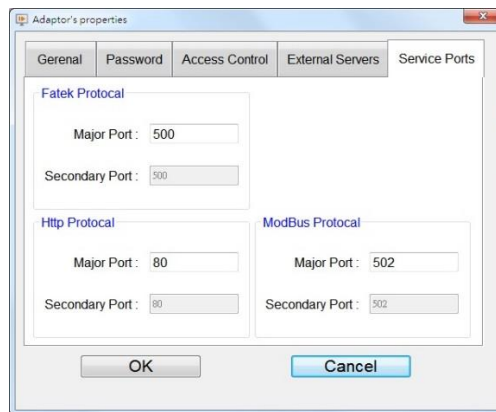 Adaptor's properties
Gerenal Password Access Control External Servers Service Ports
Fatek Protocal
Major Port : 500
Secondary Port : 500
Http Protocal ModBus Protocal
Major Port : 80 Major Port : 502
Secondary Port : 80 Secondary Port : 502
OK Cancel